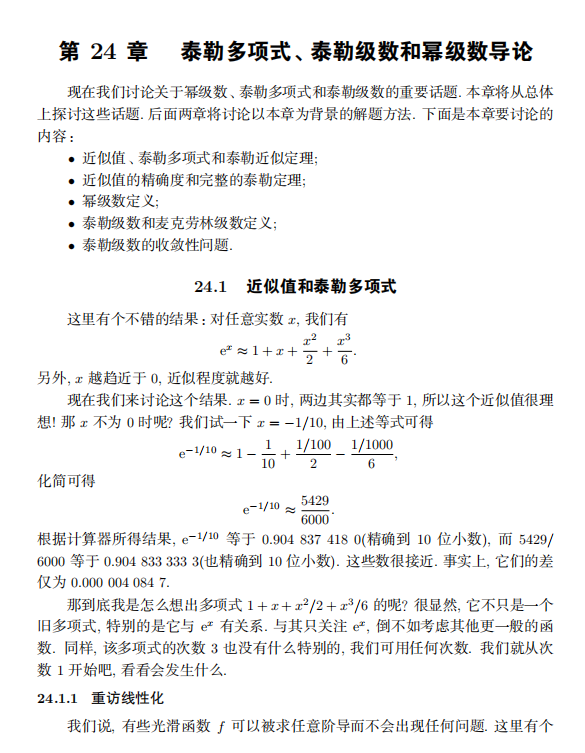 第 24 章 泰勒多项式、泰勒级数和幂级数导论
现在我们讨论关于幂级数、泰勒多项式和泰勒级数的重要话题. 本章将从总体
上探讨这些话题. 后面两章将讨论以本章为背景的解题方法. 下面是本章要讨论的
内容:
• 近似值、泰勒多项式和泰勒近似定理;
• 近似值的精确度和完整的泰勒定理;
• 幂级数定义;
• 泰勒级数和麦克劳林级数定义;
• 泰勒级数的收敛性问题.
24.1 近似值和泰勒多项式
这里有个不错的结果: 对任意实数 x, 我们有
e^x ≈ 1 + x + x^2/2 + x^3/6.
另外, x 越趋近于 0, 近似程度就越好.
现在我们来讨论这个结果. x = 0 时, 两边其实都等于 1, 所以这个近似值很理
想! 那 x 不为 0 时呢? 我们试一下 x = −1/10, 由上述等式可得
e^{−1/10} ≈ 1 − 1/10 + (1/100)/2 − (1/1000)/6,
化简可得
e^{−1/10} ≈ 5429/6000.
根据计算器所得结果, e^{−1/10} 等于 0.904 837 418 0(精确到 10 位小数), 而 5429/
6000 等于 0.904 833 333 3(也精确到 10 位小数). 这些数很接近. 事实上, 它们的差
仅为 0.000 004 084 7.
那到底我是怎么想出多项式 1 + x + x^2/2 + x^3/6 的呢? 很显然, 它不只是一个
旧多项式, 特别的是它与 e^x 有关系. 与其只关注 e^x, 倒不如考虑其他更一般的函
数. 同样, 该多项式的次数 3 也没有什么特别的, 我们可用任何次数. 我们就从次
数 1 开始吧, 看看会发生什么.
24.1.1 重访线性化
我们说, 有些光滑函数 f 可以被求任意阶导而不会出现任何问题. 这里有个